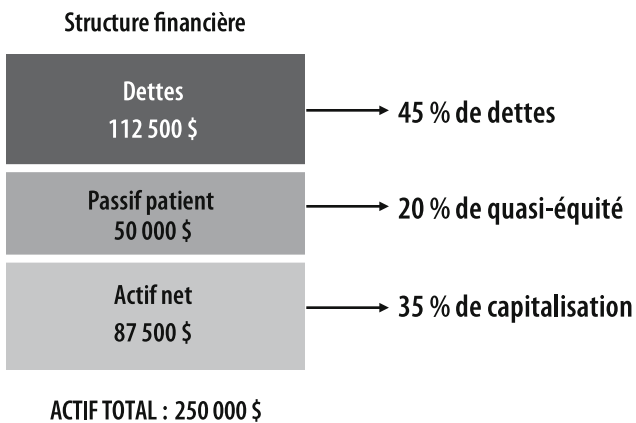 Structure financière
Dettes
112 500 $
45 % de dettes
Passif patient
50 000 $
20 % de quasi-équité
Actif net
87 500 $
35 % de capitalisation
ACTIF TOTAL : 250 000 $